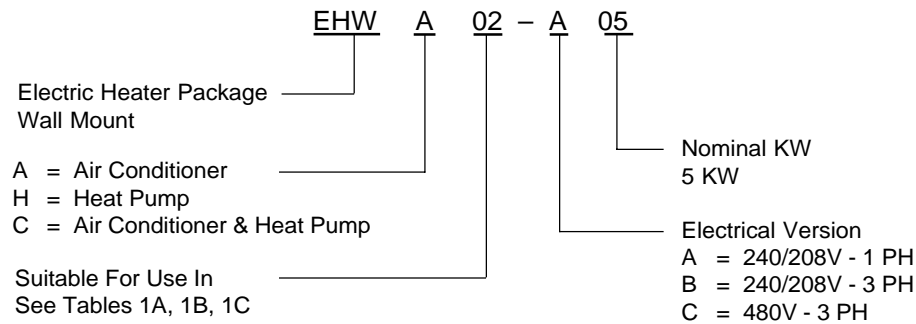 EHW A 02 – A 05
Electric Heater Package
Wall Mount
A = Air Conditioner
H = Heat Pump
C = Air Conditioner & Heat Pump
Suitable For Use In
See Tables 1A, 1B, 1C
Nominal KW
5 KW
Electrical Version
A = 240/208V - 1 PH
B = 240/208V - 3 PH
C = 480V - 3 PH